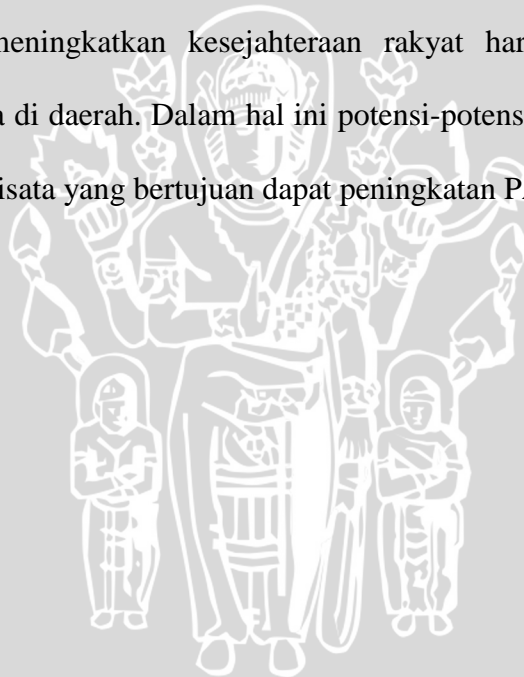 meningkatkan kesejahteraan rakyat har
di daerah. Dalam hal ini potensi-potens
isata yang bertujuan dapat peningkatan P